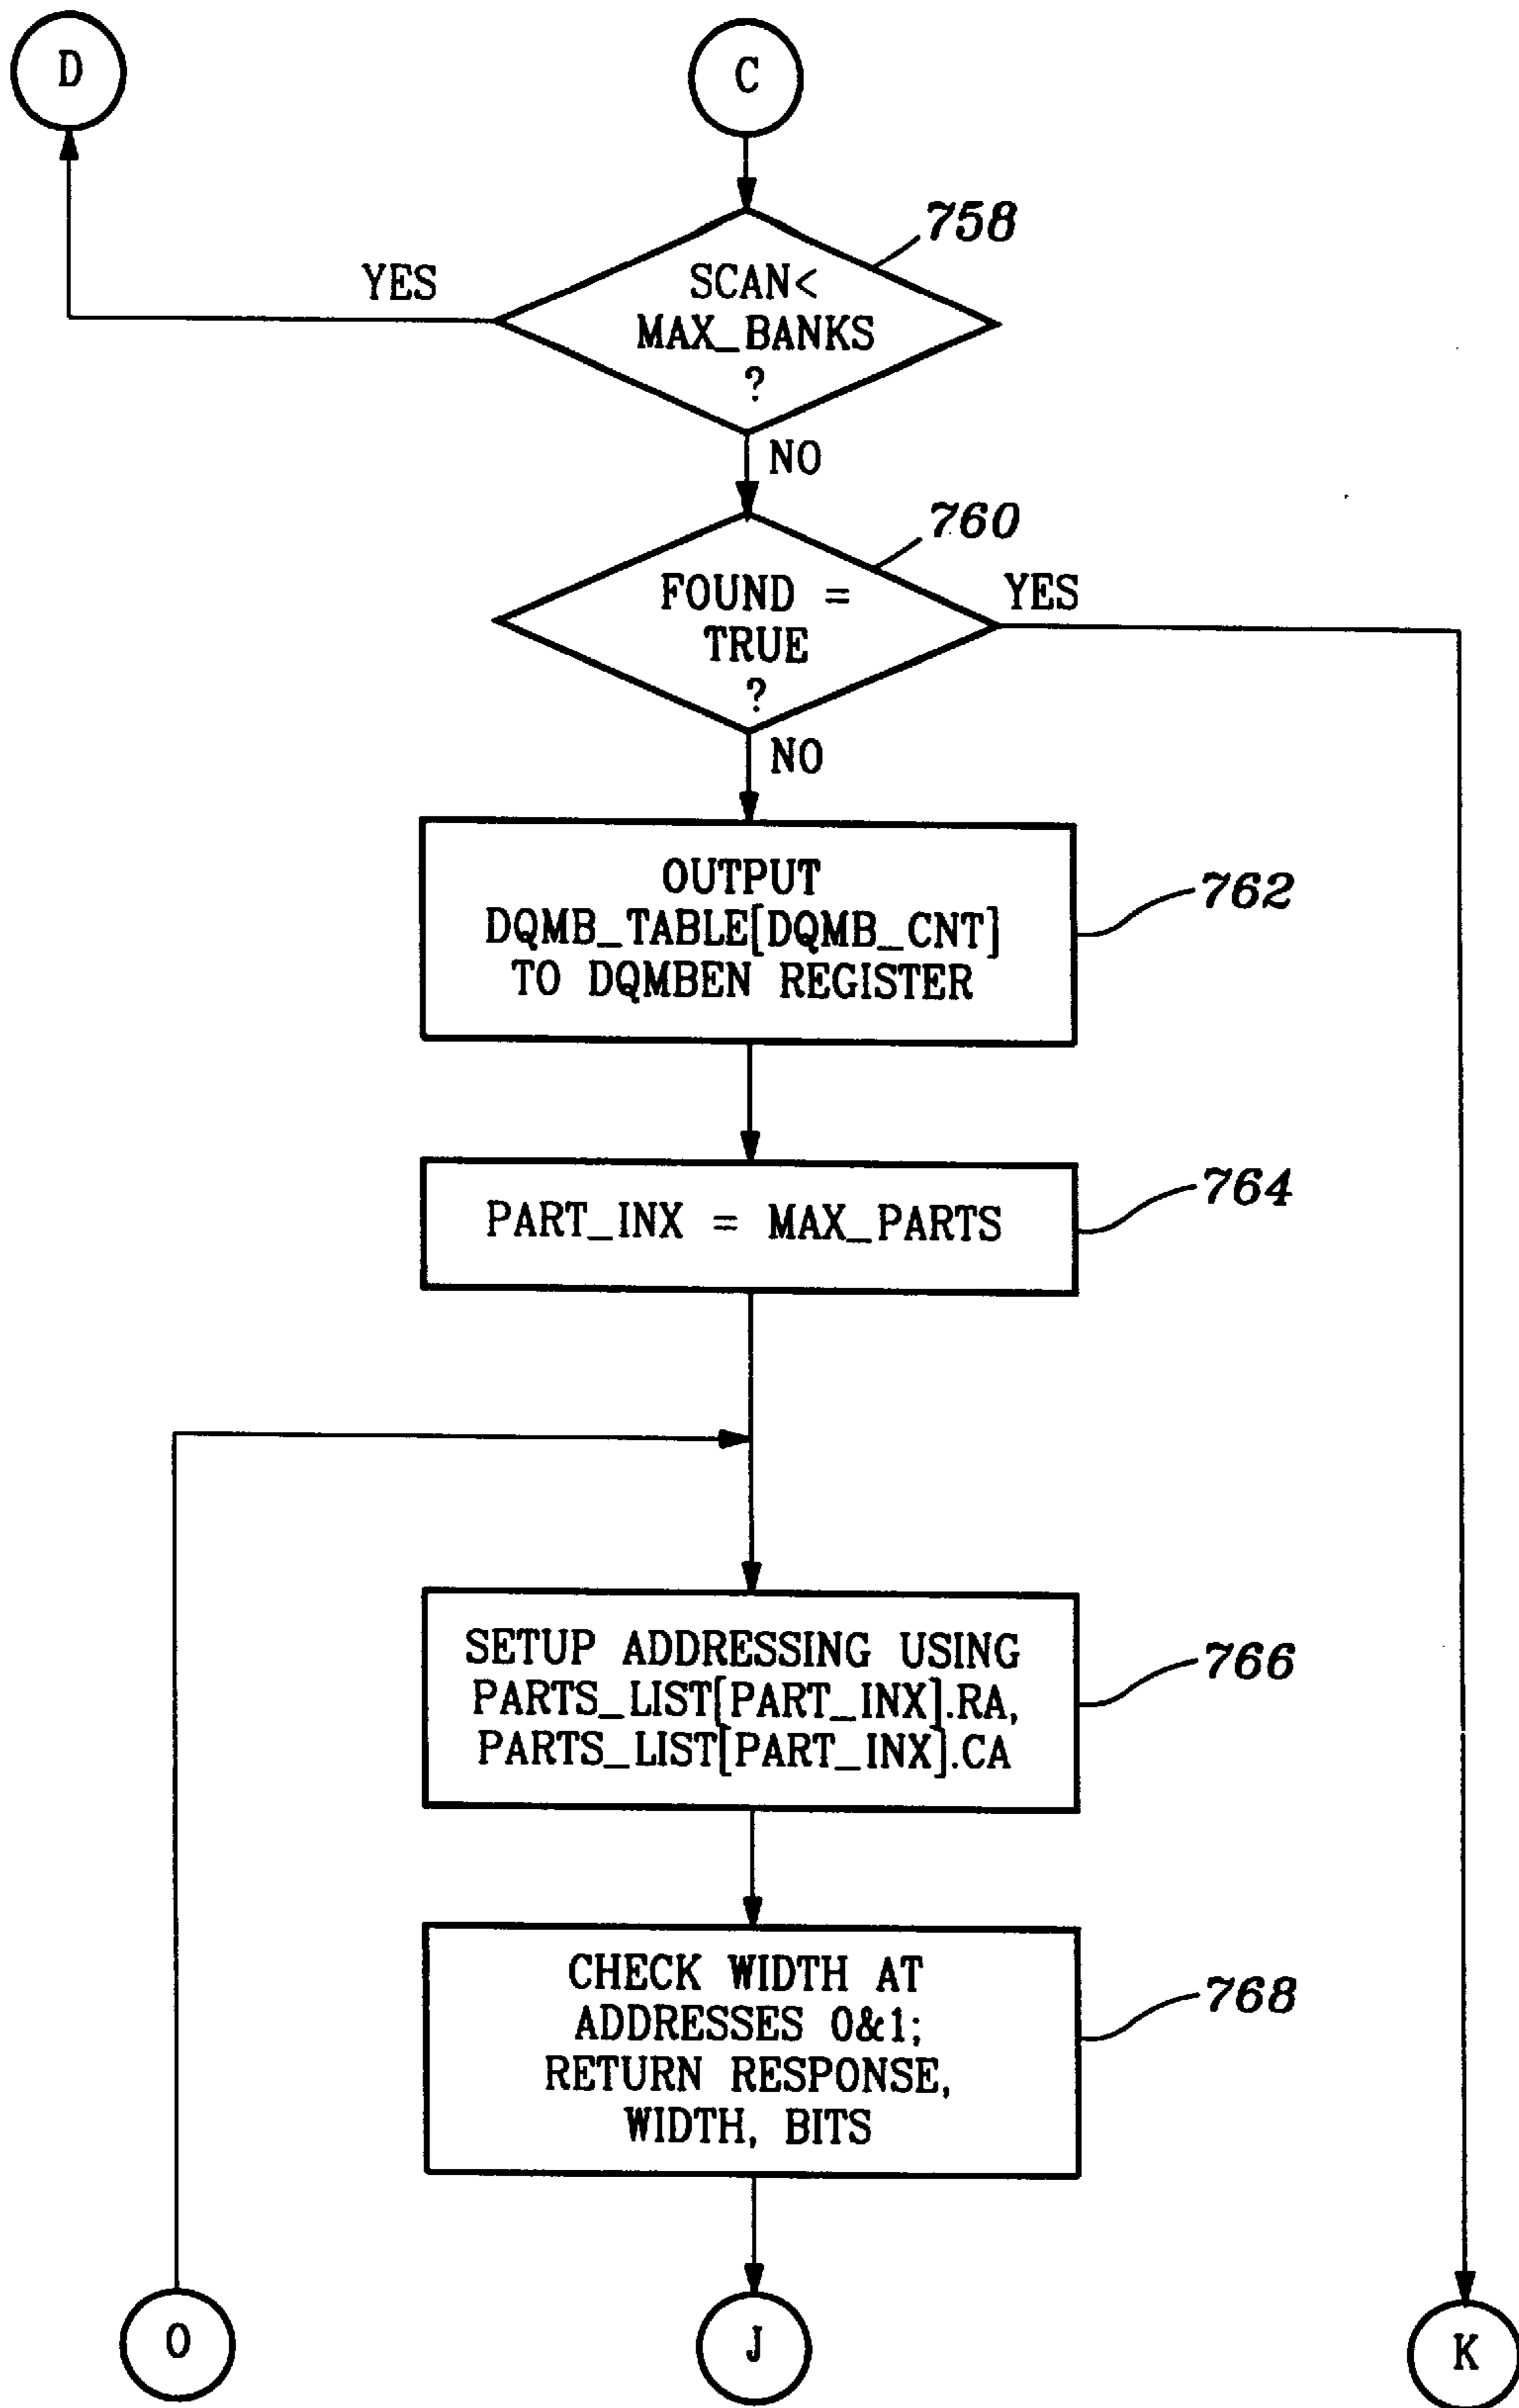 D
C
758
YES
SCAN<
MAX_BANKS
?
NO
760
FOUND =
TRUE
?
YES
NO
OUTPUT
DQMB_TABLE[DQMB_CNT]
TO DQMBEN REGISTER
762
PART_INX = MAX_PARTS
764
SETUP ADDRESSING USING
PARTS_LIST[PART_INX].RA,
PARTS_LIST[PART_INX].CA
766
CHECK WIDTH AT
ADDRESSES 0&1;
RETURN RESPONSE,
WIDTH, BITS
768
O
J
K